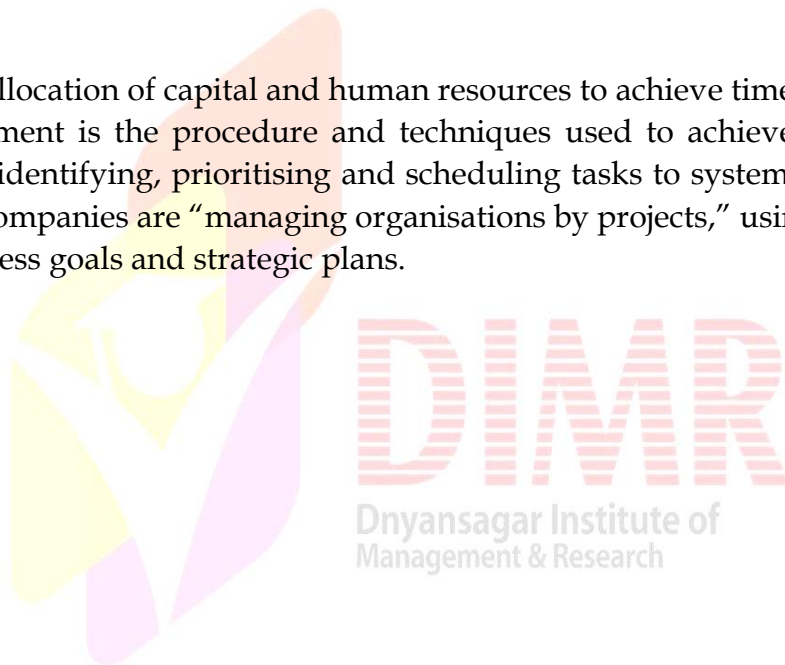 llocation of capital and human resources to achieve time
ment is the procedure and techniques used to achieve
identifying, prioritising and scheduling tasks to system
ompanies are “managing organisations by projects,” usin
ess goals and strategic plans.
DIMR
Dnyansagar Institute of
Management & Research